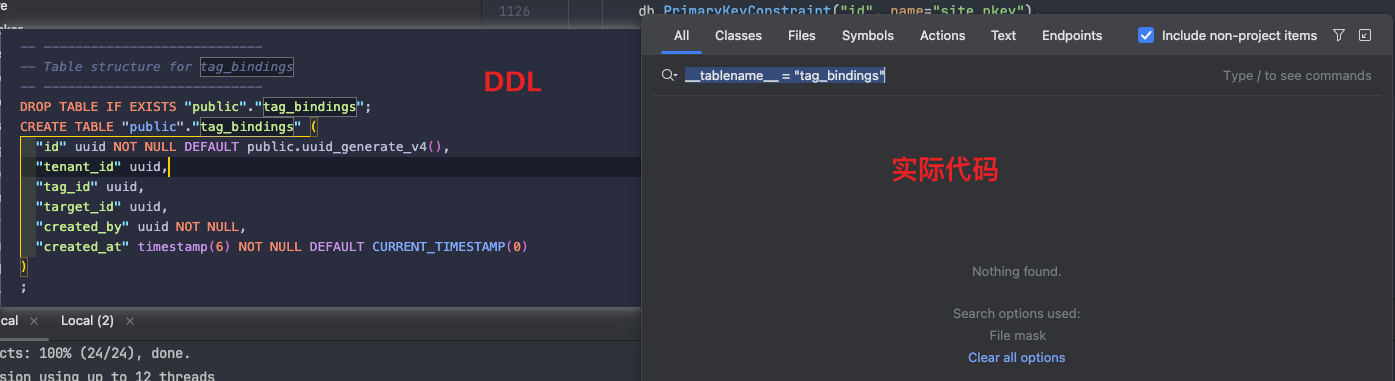 re
1126
db.PrimaryKeyConstraint("id", name="site_pkey"),
-- ----------------------------
-- Table structure for tag_bindings
-- ----------------------------
DROP TABLE IF EXISTS "public"."tag_bindings";
CREATE TABLE "public"."tag_bindings" (
"id" uuid NOT NULL DEFAULT public.uuid_generate_v4(),
"tenant_id" uuid,
"tag_id" uuid,
"target_id" uuid,
"created_by" uuid NOT NULL,
"created_at" timestamp(6) NOT NULL DEFAULT CURRENT_TIMESTAMP(0)
)
;
DDL
cal × Local (2) ×
cts: 100% (24/24), done.
sion using up to 12 threads
All Classes Files Symbols Actions Text Endpoints Include non-project items
__tablename__ = "tag_bindings" Type / to see commands
实际代码
Nothing found.
Search options used:
File mask
Clear all options